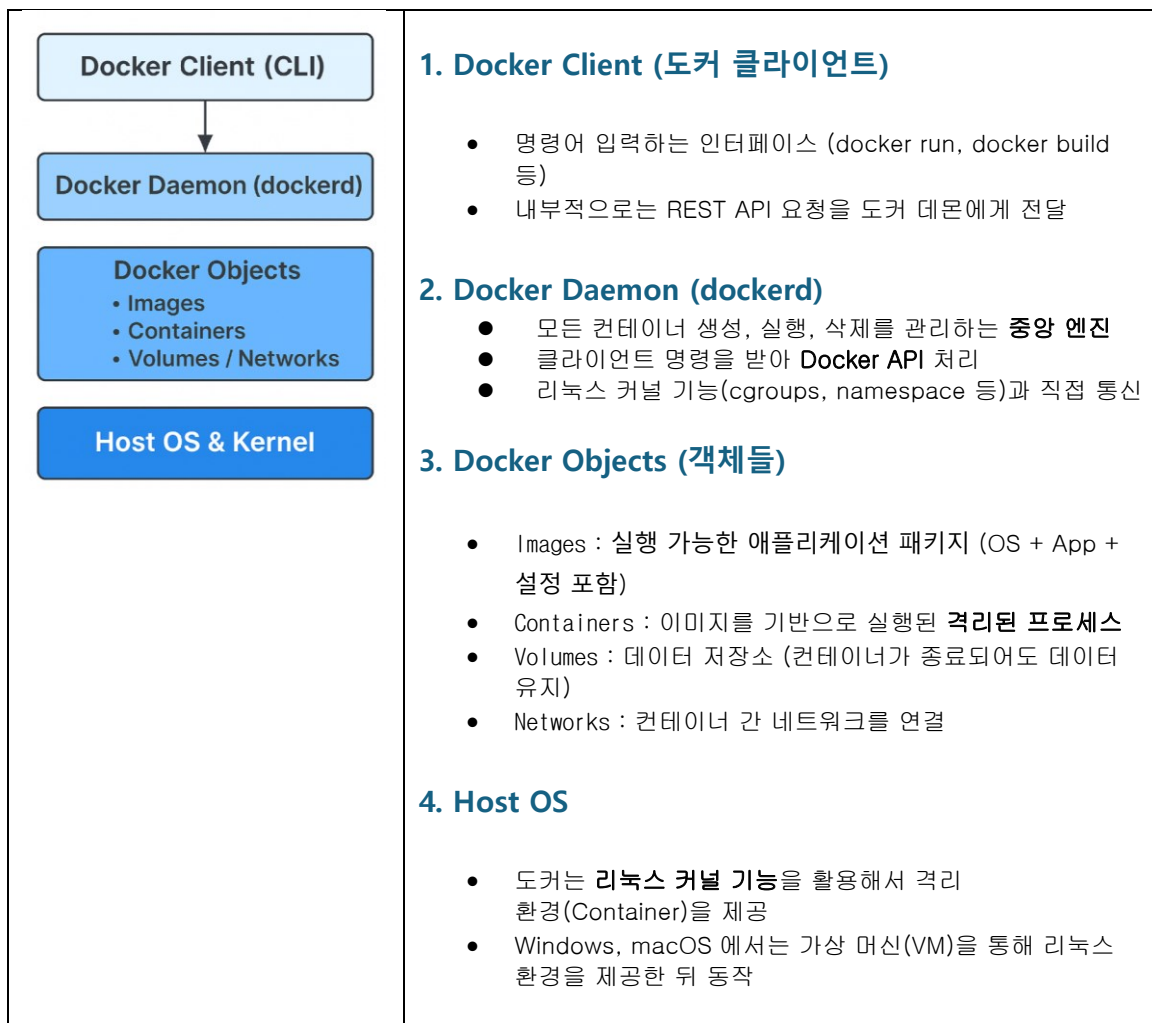 Docker Client (CLI)
Docker Daemon (dockerd)
Docker Objects
• Images
• Containers
• Volumes / Networks
Host OS & Kernel
1. Docker Client (도커 클라이언트)
● 명령어 입력하는 인터페이스 (docker run, docker build
등)
● 내부적으로는 REST API 요청을 도커 데몬에게 전달
2. Docker Daemon (dockerd)
● 모든 컨테이너 생성, 실행, 삭제를 관리하는 중앙 엔진
● 클라이언트 명령을 받아 Docker API 처리
● 리눅스 커널 기능(cgroups, namespace 등)과 직접 통신
3. Docker Objects (객체들)
● Images : 실행 가능한 애플리케이션 패키지 (OS + App +
설정 포함)
● Containers : 이미지를 기반으로 실행된 격리된 프로세스
● Volumes : 데이터 저장소 (컨테이너가 종료되어도 데이터
유지)
● Networks : 컨테이너 간 네트워크를 연결
4. Host OS
● 도커는 리눅스 커널 기능을 활용해서 격리
환경(Container)을 제공
● Windows, macOS 에서는 가상 머신(VM)을 통해 리눅스
환경을 제공한 뒤 동작